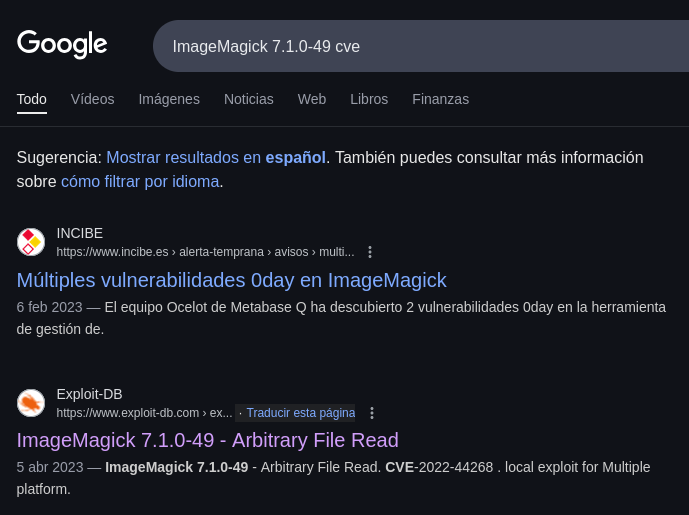 Google
ImageMagick 7.1.0-49 cve
Todo Vídeos Imágenes Noticias Web Libros Finanzas
Sugerencia: Mostrar resultados en español. También puedes consultar más información
sobre cómo filtrar por idioma.
INCIBE
https://www.incibe.es › alerta-temprana › avisos › multi...
Múltiples vulnerabilidades 0day en ImageMagick
6 feb 2023 — El equipo Ocelot de Metabase Q ha descubierto 2 vulnerabilidades 0day en la herramienta
de gestión de.
Exploit-DB
https://www.exploit-db.com › ex... · Traducir esta página
ImageMagick 7.1.0-49 - Arbitrary File Read
5 abr 2023 — ImageMagick 7.1.0-49 - Arbitrary File Read. CVE-2022-44268 . local exploit for Multiple
platform.